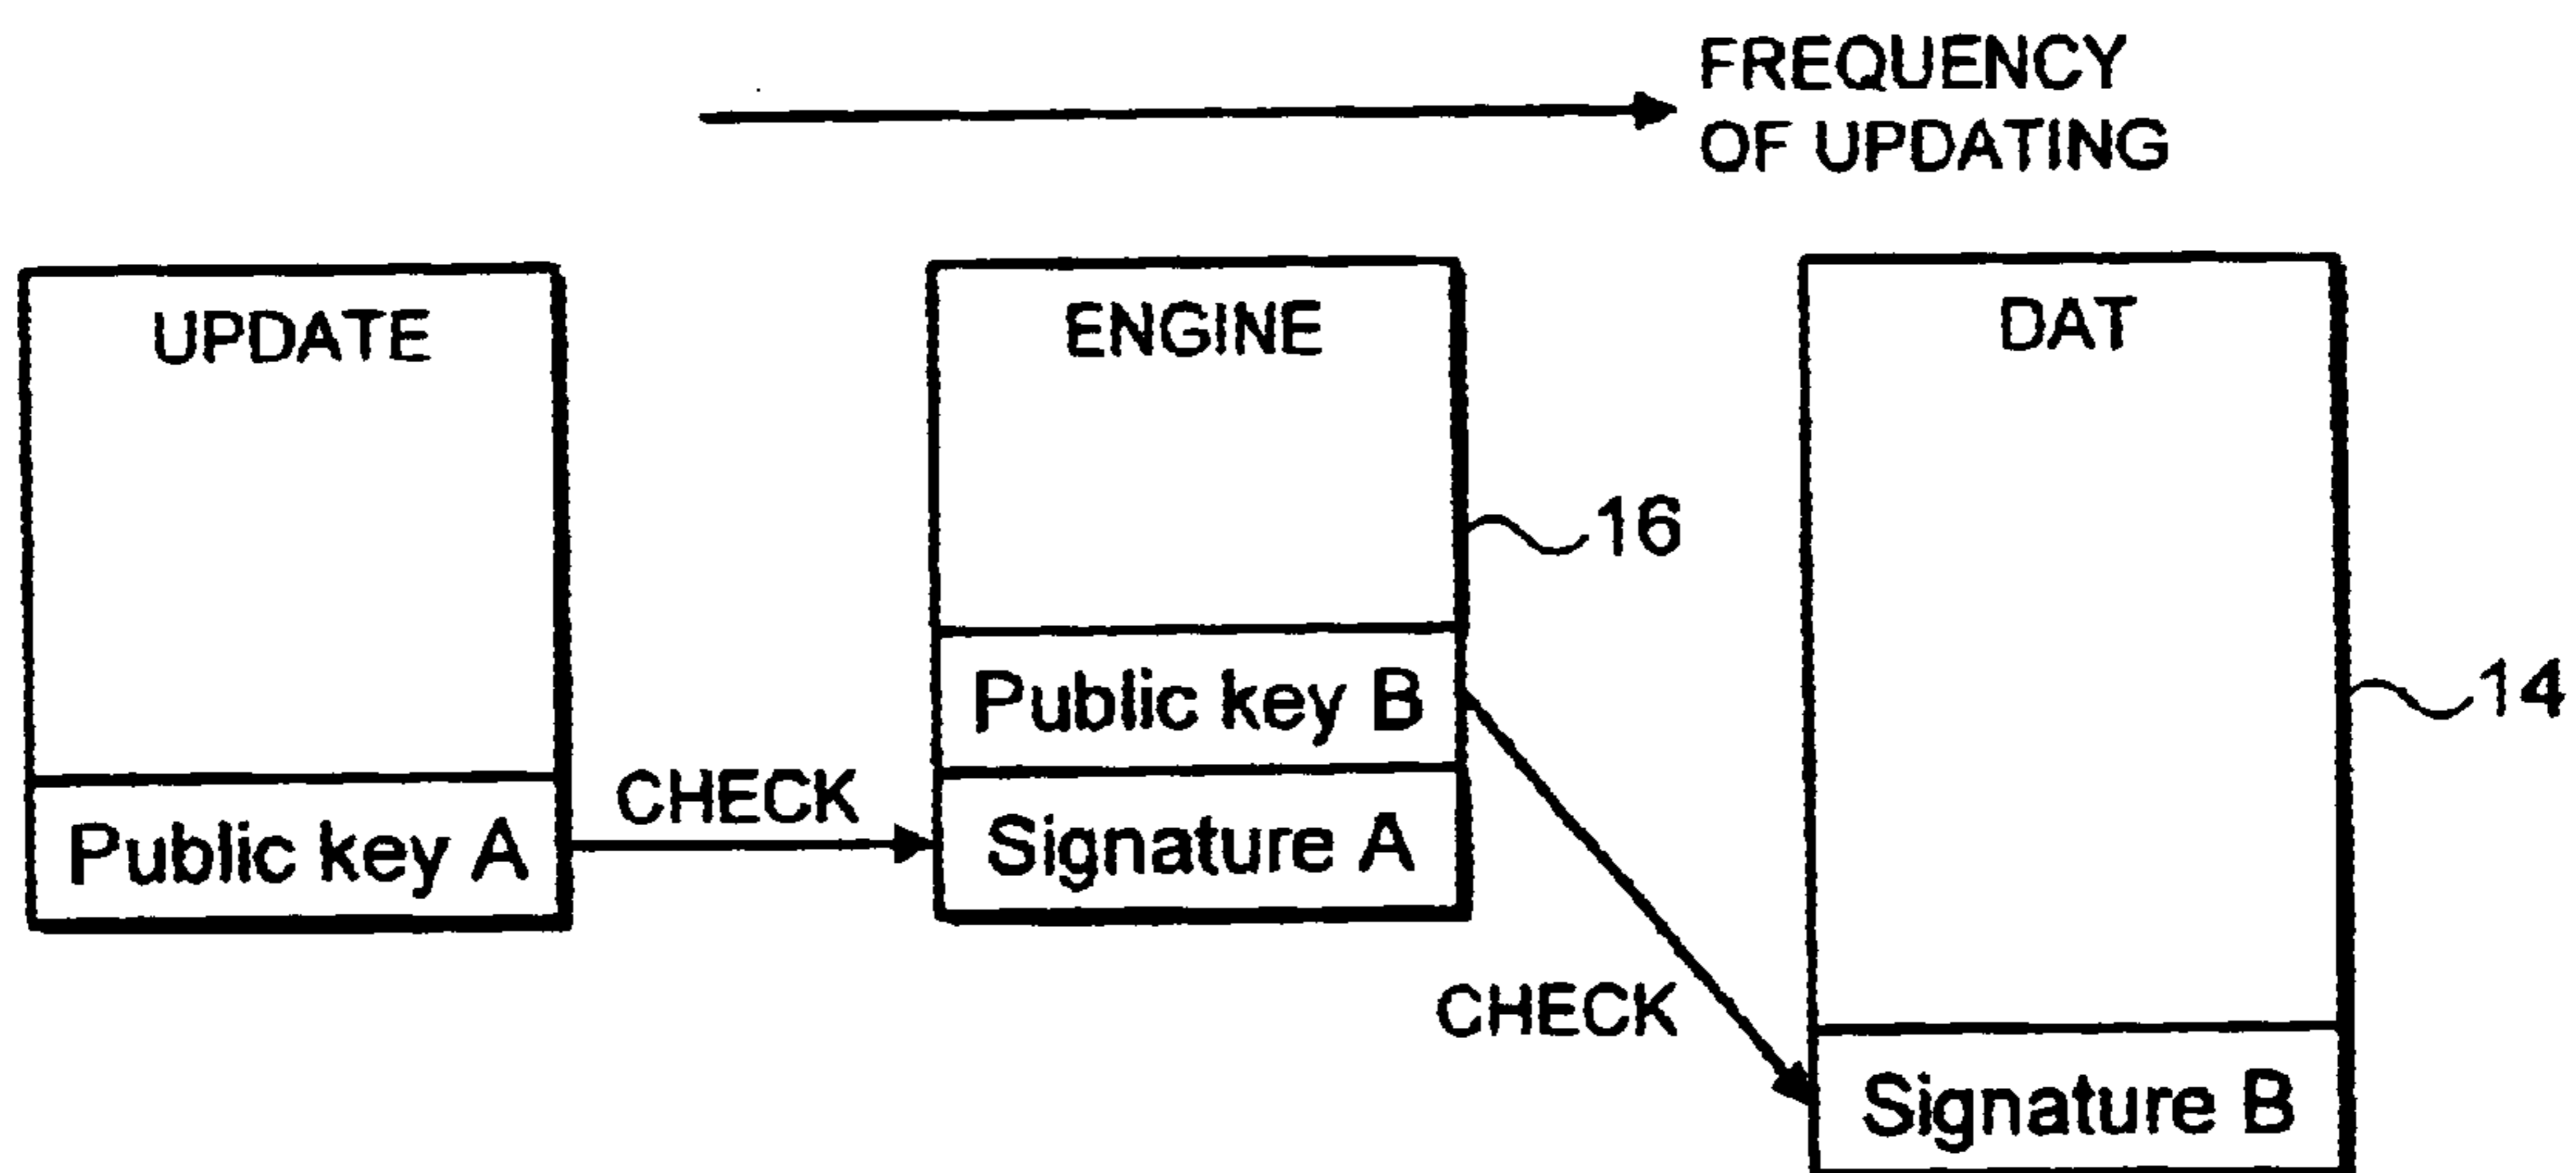 FREQUENCY
OF UPDATING
UPDATE
ENGINE
DAT
16
Public key B
14
CHECK
Public key A
Signature A
CHECK
Signature B